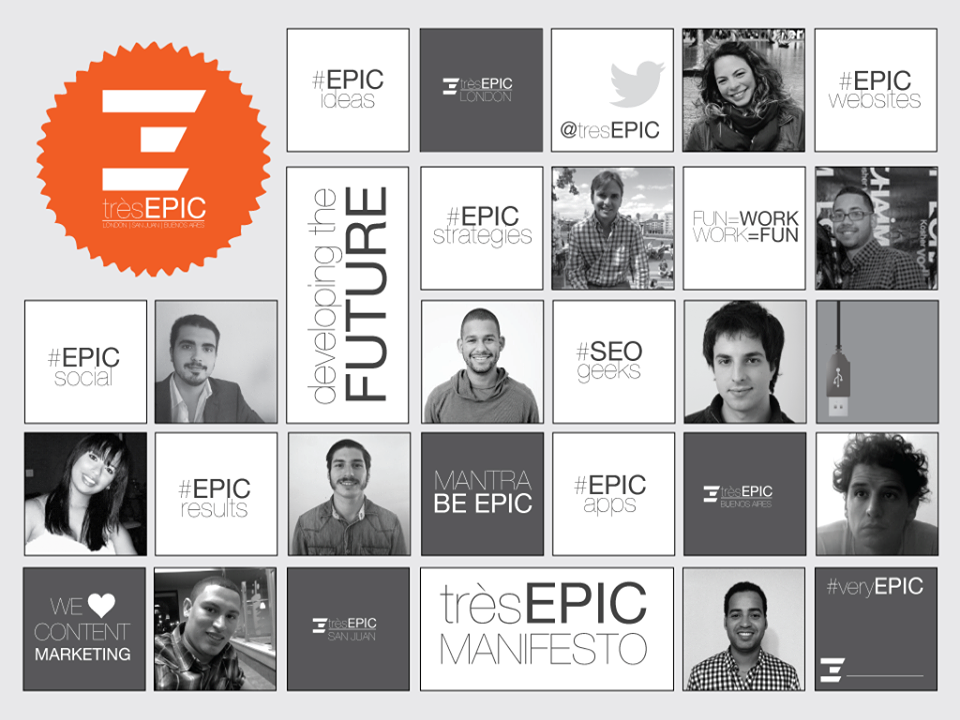 trèsEPIC
LONDON | SAN JUAN | BUENOS AIRES
#EPIC
ideas
trèsEPIC
LONDON
@tresEPIC
#EPIC
websites
developing the
FUTURE
#EPIC
strategies
FUN=WORK
WORK=FUN
#EPIC
social
#SEO
geeks
#EPIC
results
MANTRA
BE EPIC
#EPIC
apps
trèsEPIC
BUENOS AIRES
WE ♥
CONTENT
MARKETING
trèsEPIC
SAN JUAN
trèsEPIC
MANIFESTO
#veryEPIC